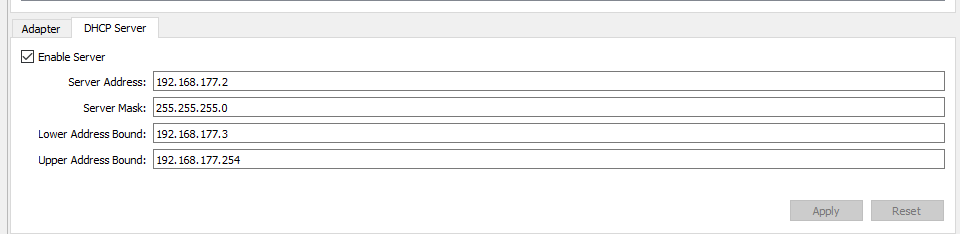 Adapter DHCP Server
Enable Server
Server Address: 192.168.177.2
Server Mask: 255.255.255.0
Lower Address Bound: 192.168.177.3
Upper Address Bound: 192.168.177.254
Apply Reset